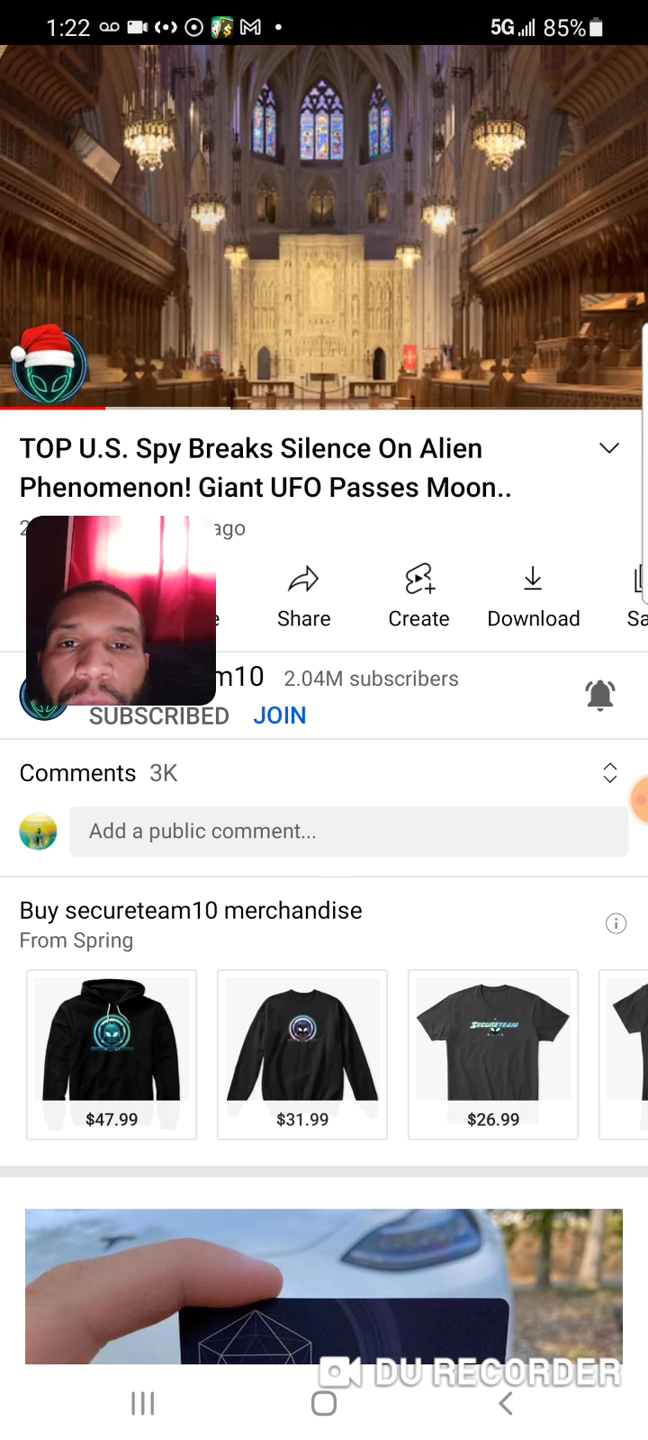 1:22
5G 85%
TOP U.S. Spy Breaks Silence On Alien
Phenomenon! Giant UFO Passes Moon..
ago
Share Create Download
m10 2.04M subscribers
SUBSCRIBED JOIN
Comments 3K
Add a public comment...
Buy secureteam10 merchandise
From Spring
SECURETEAM
$47.99 $31.99 $26.99
DU RECORDER